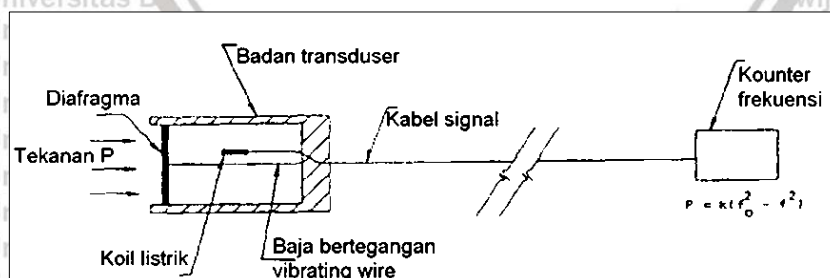 Badan transduser
Kounter
frekuensi
Diafragma
Kabel signal
Tekanan P
P = k(f₀² - f²)
Koil listrik
Baja bertegangan
vibrating wire